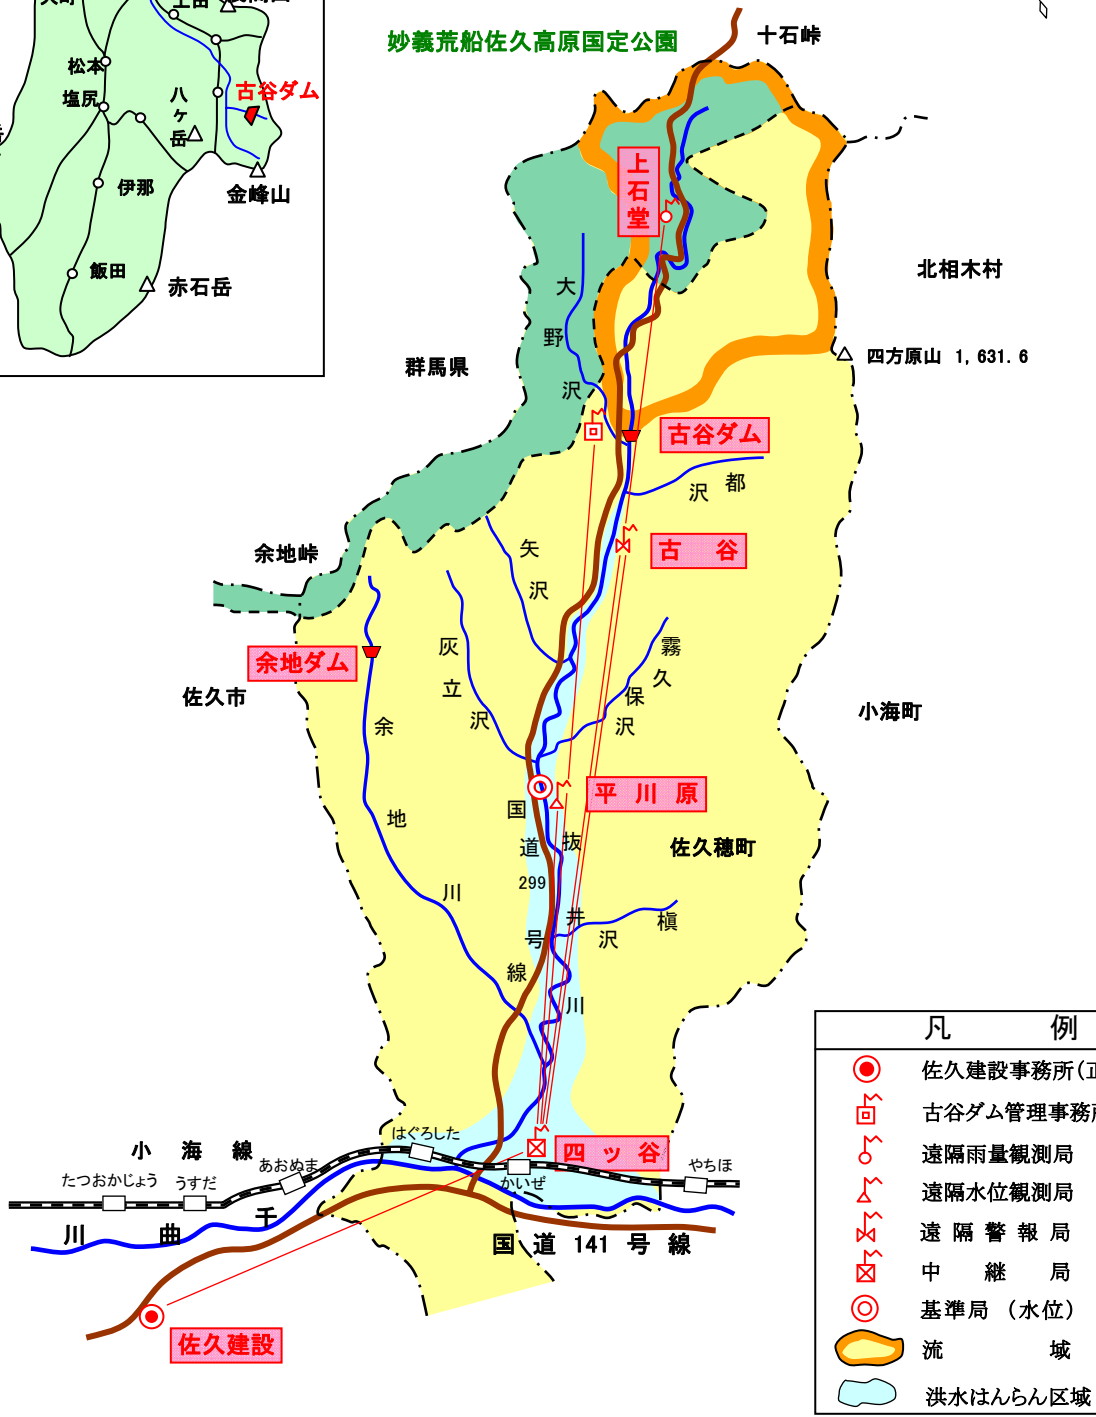 妙義荒船佐久高原国定公園
十石峠
上田
松本
塩尻
八ヶ岳
古谷ダム
伊那
金峰山
飯田
赤石岳
上石堂
北相木村
大野沢
群馬県
四方原山 1,631.6
古谷ダム
都沢
余地峠
矢沢
古 谷
灰立沢
霧久保沢
余地ダム
佐久市
小海町
余地川
平 川 原
国道299号線
抜井川
佐久穂町
槇沢
凡 例
佐久建設事務所(
古谷ダム管理事務
遠隔雨量観測局
遠隔水位観測局
遠 隔 警 報 局
中 継 局
基準局 (水位)
流 域
洪水はんらん区域
小 海 線
はぐろした
四 ッ 谷
たつおかじょう
うすだ
あおぬま
かいぜ
やちほ
川 曲 千
国 道 141 号 線
佐久建設